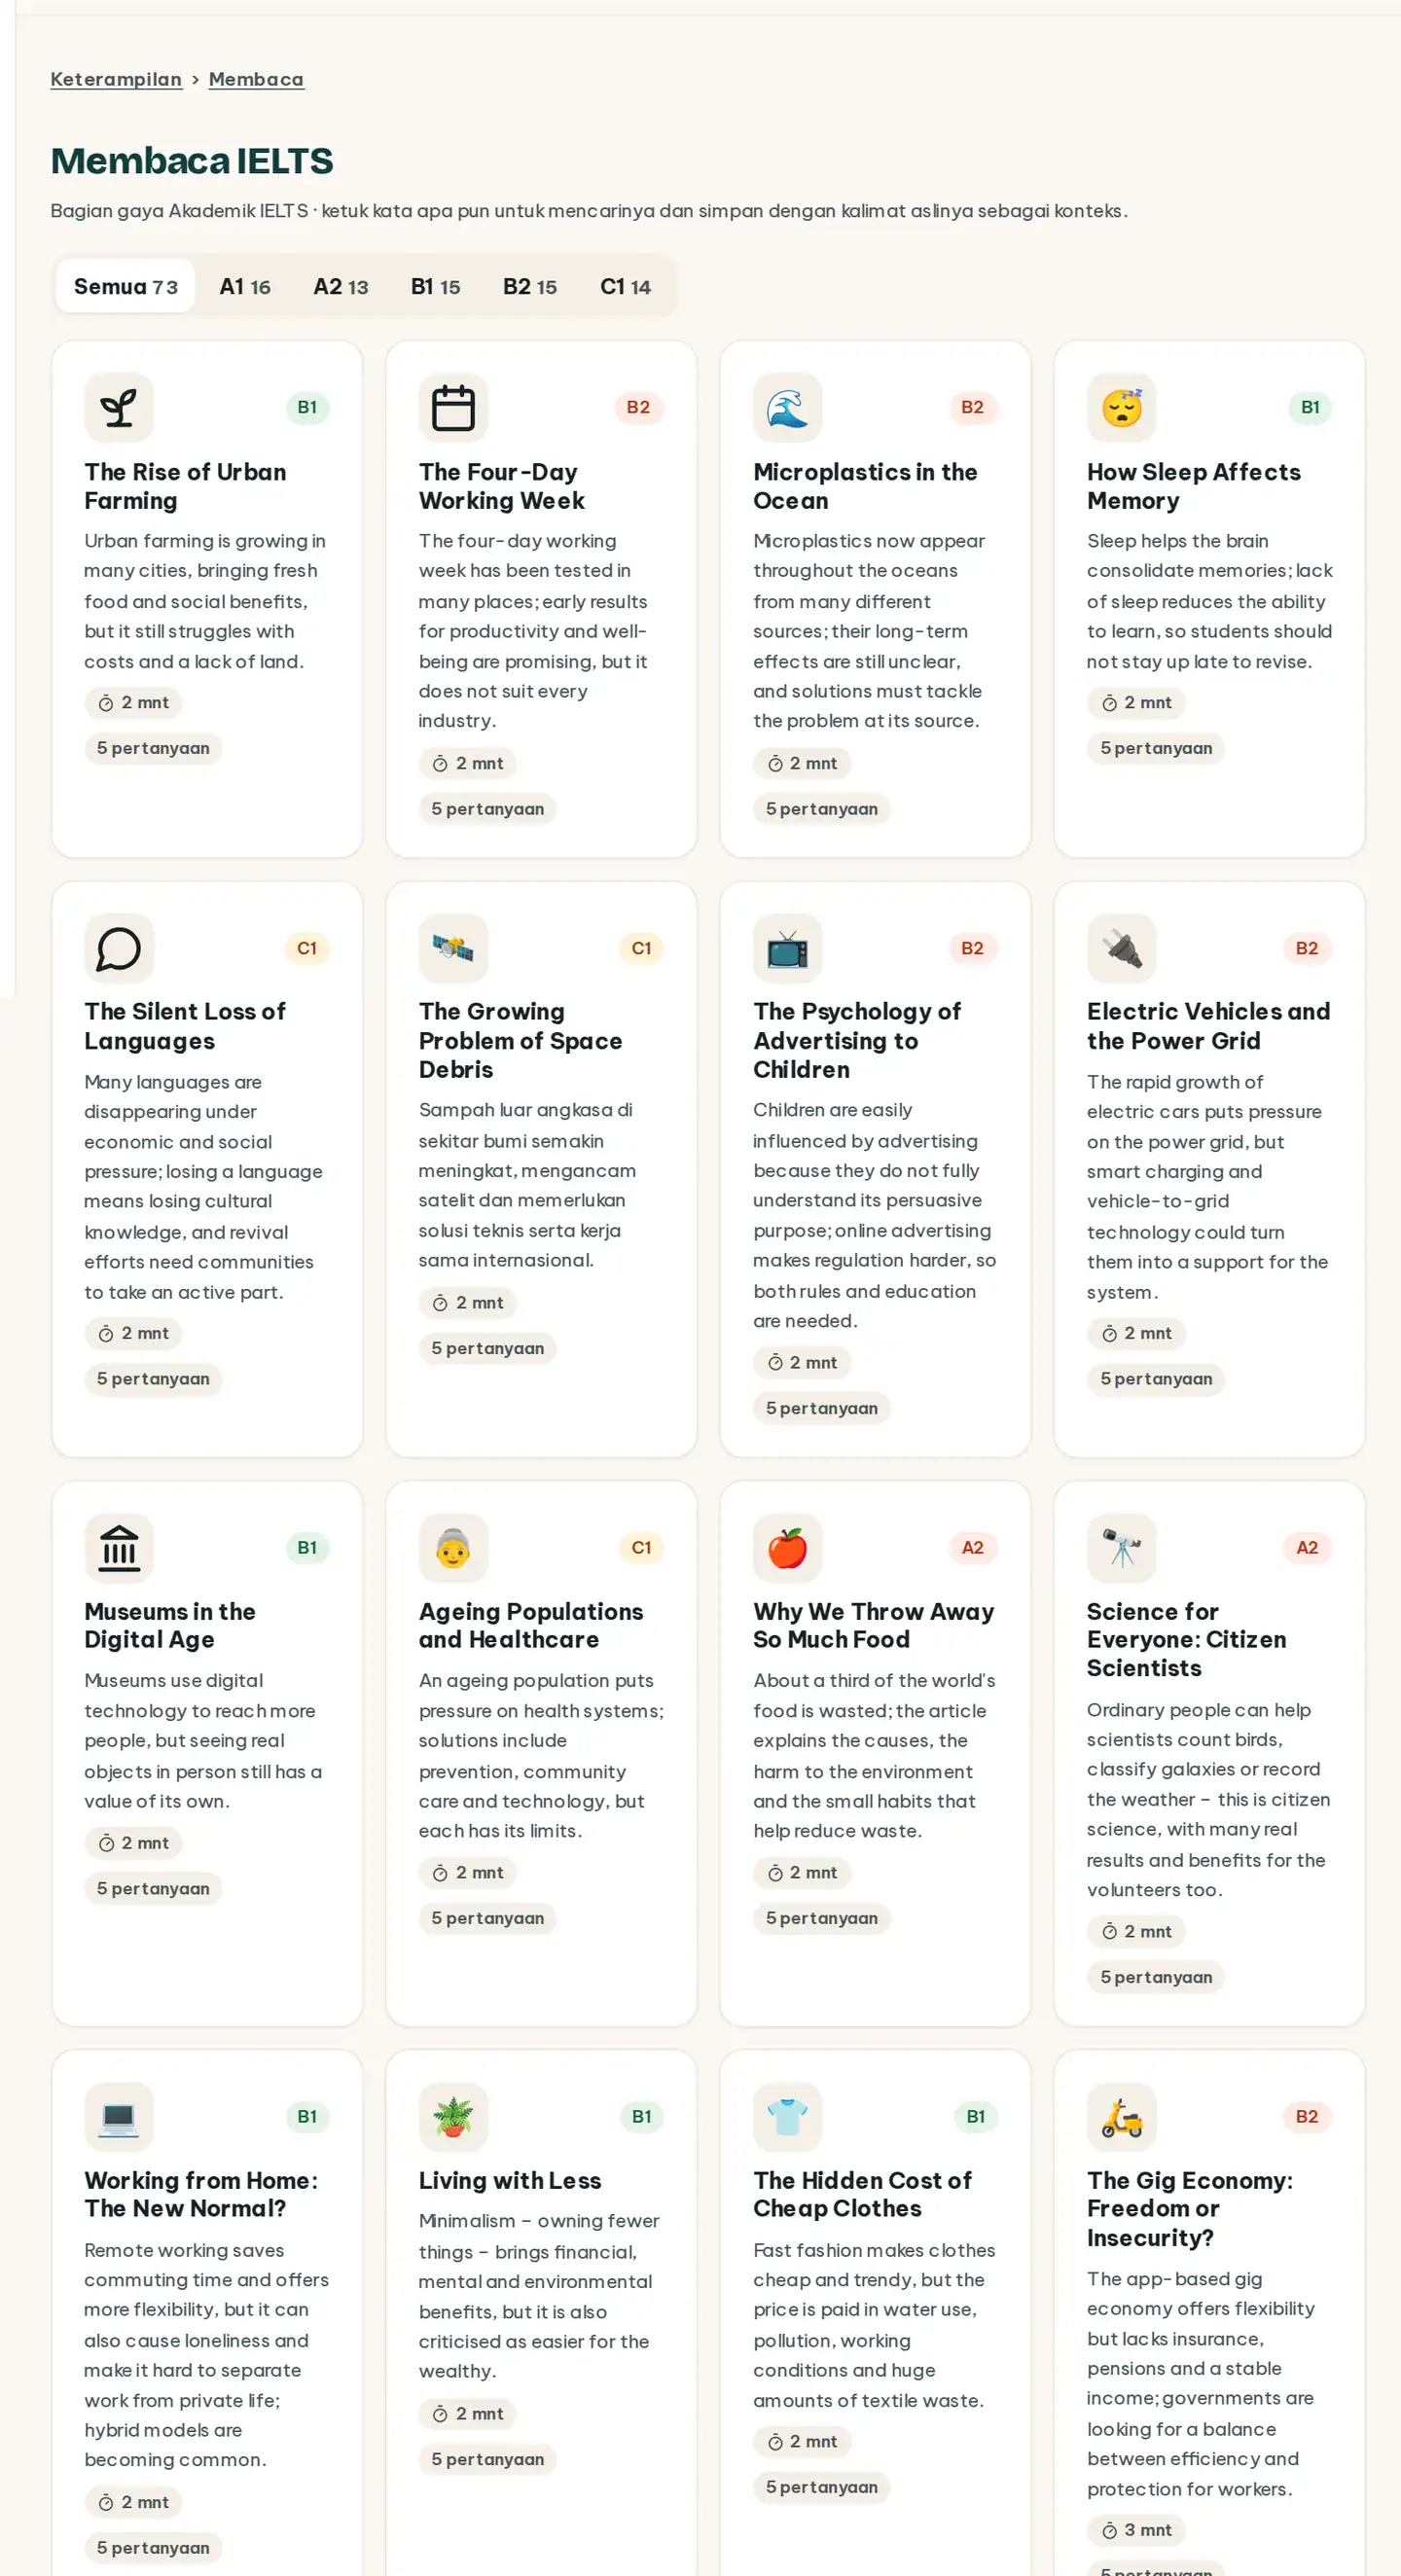 Keterampilan › Membaca
Membaca IELTS
Bagian gaya Akademik IELTS · ketuk kata apa pun untuk mencarinya dan simpan dengan kalimat aslinya sebagai konteks.
Semua 73 A1 16 A2 13 B1 15 B2 15 C1 14
B1
The Rise of Urban
Farming
Urban farming is growing in
many cities, bringing fresh
food and social benefits,
but it still struggles with
costs and a lack of land.
2 mnt
5 pertanyaan
B2
The Four-Day
Working Week
The four-day working
week has been tested in
many places; early results
for productivity and well-
being are promising, but it
does not suit every
industry.
2 mnt
5 pertanyaan
B2
Microplastics in the
Ocean
Microplastics now appear
throughout the oceans
from many different
sources; their long-term
effects are still unclear,
and solutions must tackle
the problem at its source.
2 mnt
5 pertanyaan
B1
How Sleep Affects
Memory
Sleep helps the brain
consolidate memories; lack
of sleep reduces the ability
to learn, so students should
not stay up late to revise.
2 mnt
5 pertanyaan
C1
The Silent Loss of
Languages
Many languages are
disappearing under
economic and social
pressure; losing a language
means losing cultural
knowledge, and revival
efforts need communities
to take an active part.
2 mnt
5 pertanyaan
C1
The Growing
Problem of Space
Debris
Sampah luar angkasa di
sekitar bumi semakin
meningkat, mengancam
satelit dan memerlukan
solusi teknis serta kerja
sama internasional.
2 mnt
5 pertanyaan
B2
The Psychology of
Advertising to
Children
Children are easily
influenced by advertising
because they do not fully
understand its persuasive
purpose; online advertising
makes regulation harder, so
both rules and education
are needed.
2 mnt
5 pertanyaan
B2
Electric Vehicles and
the Power Grid
The rapid growth of
electric cars puts pressure
on the power grid, but
smart charging and
vehicle-to-grid
technology could turn
them into a support for the
system.
2 mnt
5 pertanyaan
B1
Museums in the
Digital Age
Museums use digital
technology to reach more
people, but seeing real
objects in person still has a
value of its own.
2 mnt
5 pertanyaan
C1
Ageing Populations
and Healthcare
An ageing population puts
pressure on health systems;
solutions include
prevention, community
care and technology, but
each has its limits.
2 mnt
5 pertanyaan
A2
Why We Throw Away
So Much Food
About a third of the world's
food is wasted; the article
explains the causes, the
harm to the environment
and the small habits that
help reduce waste.
2 mnt
5 pertanyaan
A2
Science for
Everyone: Citizen
Scientists
Ordinary people can help
scientists count birds,
classify galaxies or record
the weather – this is citizen
science, with many real
results and benefits for the
volunteers too.
2 mnt
5 pertanyaan
B1
Working from Home:
The New Normal?
Remote working saves
commuting time and offers
more flexibility, but it can
also cause loneliness and
make it hard to separate
work from private life;
hybrid models are
becoming common.
2 mnt
5 pertanyaan
B1
Living with Less
Minimalism – owning fewer
things – brings financial,
mental and environmental
benefits, but it is also
criticised as easier for the
wealthy.
2 mnt
5 pertanyaan
B1
The Hidden Cost of
Cheap Clothes
Fast fashion makes clothes
cheap and trendy, but the
price is paid in water use,
pollution, working
conditions and huge
amounts of textile waste.
2 mnt
5 pertanyaan
B2
The Gig Economy:
Freedom or
Insecurity?
The app-based gig
economy offers flexibility
but lacks insurance,
pensions and a stable
income; governments are
looking for a balance
between efficiency and
protection for workers.
3 mnt
5 pertanyaan